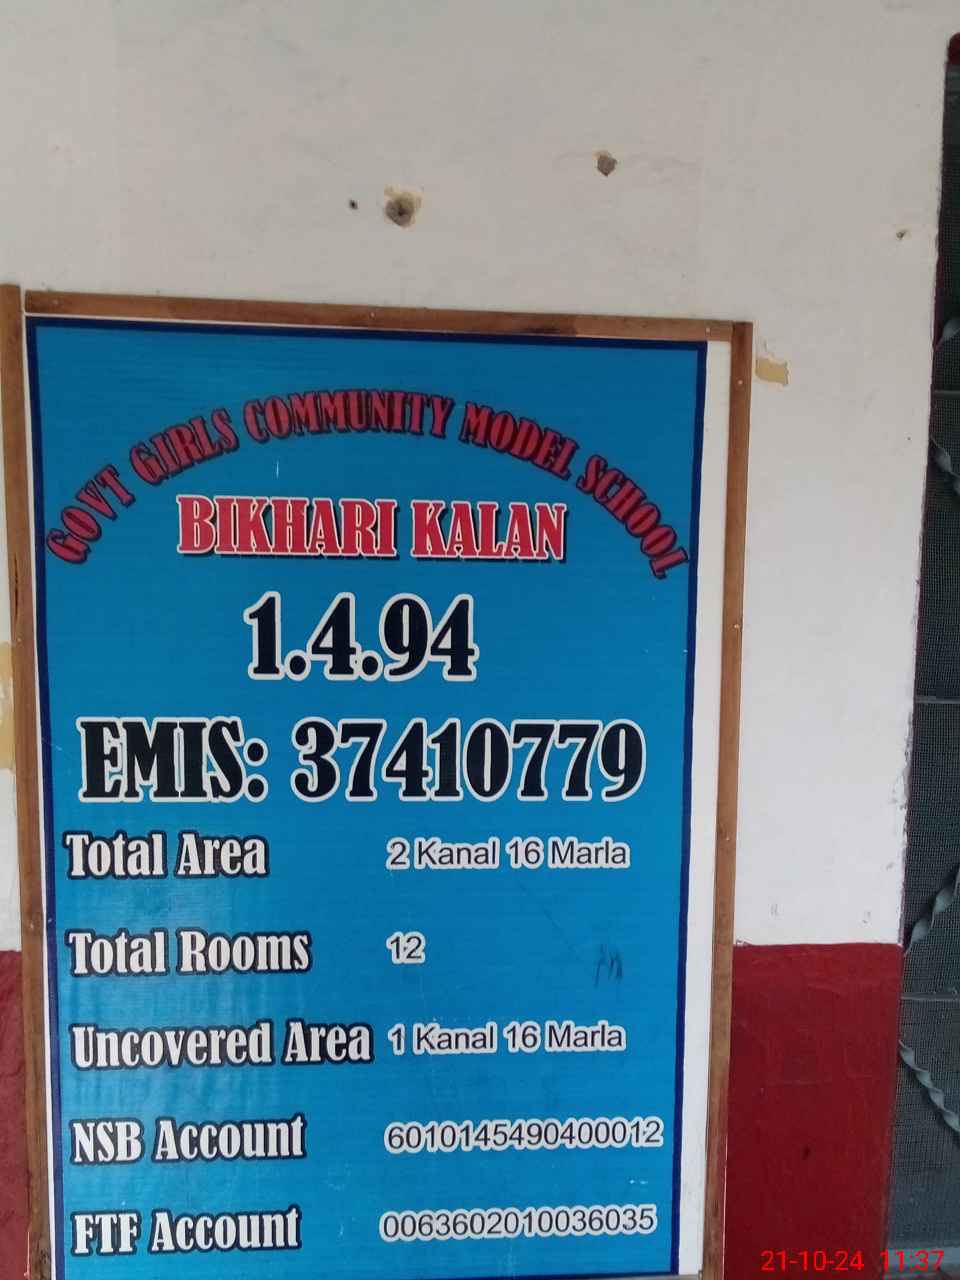 GOVT GIRLS COMMUNITY MODEL SCHOOL
BIKHARI KALAN
1.4.94
EMIS: 37410779
Total Area 2 Kanal 16 Marla
Total Rooms 12
Uncovered Area 1 Kanal 16 Marla
NSB Account 6010145490400012
FTF Account 0063602010036035
21-10-24 11:37